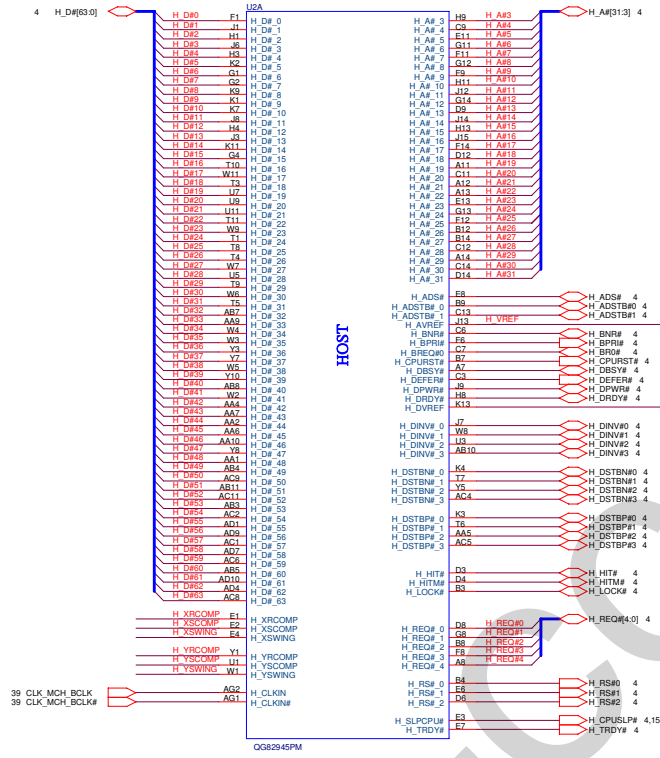 U2A
4 H_D#[63:0]
H_D#0 F1 H_D#_0
H_D#1 J1 H_D#_1
H_D#2 H1 H_D#_2
H_D#3 J6 H_D#_3
H_D#4 H3 H_D#_4
H_D#5 K2 H_D#_5
H_D#6 G1 H_D#_6
H_D#7 G2 H_D#_7
H_D#8 K9 H_D#_8
H_D#9 K1 H_D#_9
H_D#10 K7 H_D#_10
H_D#11 J8 H_D#_11
H_D#12 H4 H_D#_12
H_D#13 J3 H_D#_13
H_D#14 K11 H_D#_14
H_D#15 G4 H_D#_15
H_D#16 T10 H_D#_16
H_D#17 W11 H_D#_17
H_D#18 T3 H_D#_18
H_D#19 U7 H_D#_19
H_D#20 U9 H_D#_20
H_D#21 U11 H_D#_21
H_D#22 T11 H_D#_22
H_D#23 W9 H_D#_23
H_D#24 T1 H_D#_24
H_D#25 T8 H_D#_25
H_D#26 T4 H_D#_26
H_D#27 W7 H_D#_27
H_D#28 U5 H_D#_28
H_D#29 T9 H_D#_29
H_D#30 W6 H_D#_30
H_D#31 T5 H_D#_31
H_D#32 AB7 H_D#_32
H_D#33 AA9 H_D#_33
H_D#34 W4 H_D#_34
H_D#35 W3 H_D#_35
H_D#36 Y3 H_D#_36
H_D#37 Y7 H_D#_37
H_D#38 W5 H_D#_38
H_D#39 Y10 H_D#_39
H_D#40 AB8 H_D#_40
H_D#41 W2 H_D#_41
H_D#42 AA4 H_D#_42
H_D#43 AA7 H_D#_43
H_D#44 AA2 H_D#_44
H_D#45 AA6 H_D#_45
H_D#46 AA10 H_D#_46
H_D#47 Y8 H_D#_47
H_D#48 AA1 H_D#_48
H_D#49 AB4 H_D#_49
H_D#50 AC9 H_D#_50
H_D#51 AB11 H_D#_51
H_D#52 AC11 H_D#_52
H_D#53 AB3 H_D#_53
H_D#54 AC2 H_D#_54
H_D#55 AD1 H_D#_55
H_D#56 AD9 H_D#_56
H_D#57 AC1 H_D#_57
H_D#58 AD7 H_D#_58
H_D#59 AC6 H_D#_59
H_D#60 AB5 H_D#_60
H_D#61 AD10 H_D#_61
H_D#62 AD4 H_D#_62
H_D#63 AC8 H_D#_63
H_XRCOMP E1 H_XRCOMP
H_XSCOMP E2 H_XSCOMP
H_XSWING E4 H_XSWING
H_YRCOMP Y1 H_YRCOMP
H_YSCOMP U1 H_YSCOMP
H_YSWING W1 H_YSWING
39 CLK_MCH_BCLK AG2 H_CLKIN
39 CLK_MCH_BCLK# AG1 H_CLKIN#
HOST
H_A#[31:3] 4
H_A#_3 H9 H_A#3
H_A#_4 C9 H_A#4
H_A#_5 E11 H_A#5
H_A#_6 G11 H_A#6
H_A#_7 F11 H_A#7
H_A#_8 G12 H_A#8
H_A#_9 F9 H_A#9
H_A#_10 H11 H_A#10
H_A#_11 J12 H_A#11
H_A#_12 G14 H_A#12
H_A#_13 D9 H_A#13
H_A#_14 J14 H_A#14
H_A#_15 H13 H_A#15
H_A#_16 J15 H_A#16
H_A#_17 F14 H_A#17
H_A#_18 D12 H_A#18
H_A#_19 A11 H_A#19
H_A#_20 C11 H_A#20
H_A#_21 A12 H_A#21
H_A#_22 A13 H_A#22
H_A#_23 E13 H_A#23
H_A#_24 G13 H_A#24
H_A#_25 F12 H_A#25
H_A#_26 B12 H_A#26
H_A#_27 B14 H_A#27
H_A#_28 C12 H_A#28
H_A#_29 A14 H_A#29
H_A#_30 C14 H_A#30
H_A#_31 D14 H_A#31
H_ADS# E8 H_ADS# 4
H_ADSTB#_0 B9 H_ADSTB#0 4
H_ADSTB#_1 C13 H_ADSTB#1 4
H_AVREF J13 H_VREF
H_BNR# C6 H_BNR# 4
H_BPRI# F6 H_BPRI# 4
H_BREQ#0 C7 H_BR0# 4
H_CPURST# B7 H_CPURST# 4
H_DBSY# A7 H_DBSY# 4
H_DEFER# C3 H_DEFER# 4
H_DPWR# J9 H_DPWR# 4
H_DRDY# H8 H_DRDY# 4
H_DVREF K13
H_DINV#_0 J7 H_DINV#0 4
H_DINV#_1 W8 H_DINV#1 4
H_DINV#_2 U3 H_DINV#2 4
H_DINV#_3 AB10 H_DINV#3 4
H_DSTBN#_0 K4 H_DSTBN#0 4
H_DSTBN#_1 T7 H_DSTBN#1 4
H_DSTBN#_2 Y5 H_DSTBN#2 4
H_DSTBN#_3 AC4 H_DSTBN#3 4
H_DSTBP#_0 K3 H_DSTBP#0 4
H_DSTBP#_1 T6 H_DSTBP#1 4
H_DSTBP#_2 AA5 H_DSTBP#2 4
H_DSTBP#_3 AC5 H_DSTBP#3 4
H_HIT# D3 H_HIT# 4
H_HITM# D4 H_HITM# 4
H_LOCK# B3 H_LOCK# 4
H_REQ#[4:0] 4
H_REQ#_0 D8 H_REQ#0
H_REQ#_1 G8 H_REQ#1
H_REQ#_2 B8 H_REQ#2
H_REQ#_3 F8 H_REQ#3
H_REQ#_4 A8 H_REQ#4
H_RS#_0 B4 H_RS#0 4
H_RS#_1 E6 H_RS#1 4
H_RS#_2 D6 H_RS#2 4
H_SLPCPU# E3 H_CPUSLP# 4,15
H_TRDY# E7 H_TRDY# 4
QG82945PM